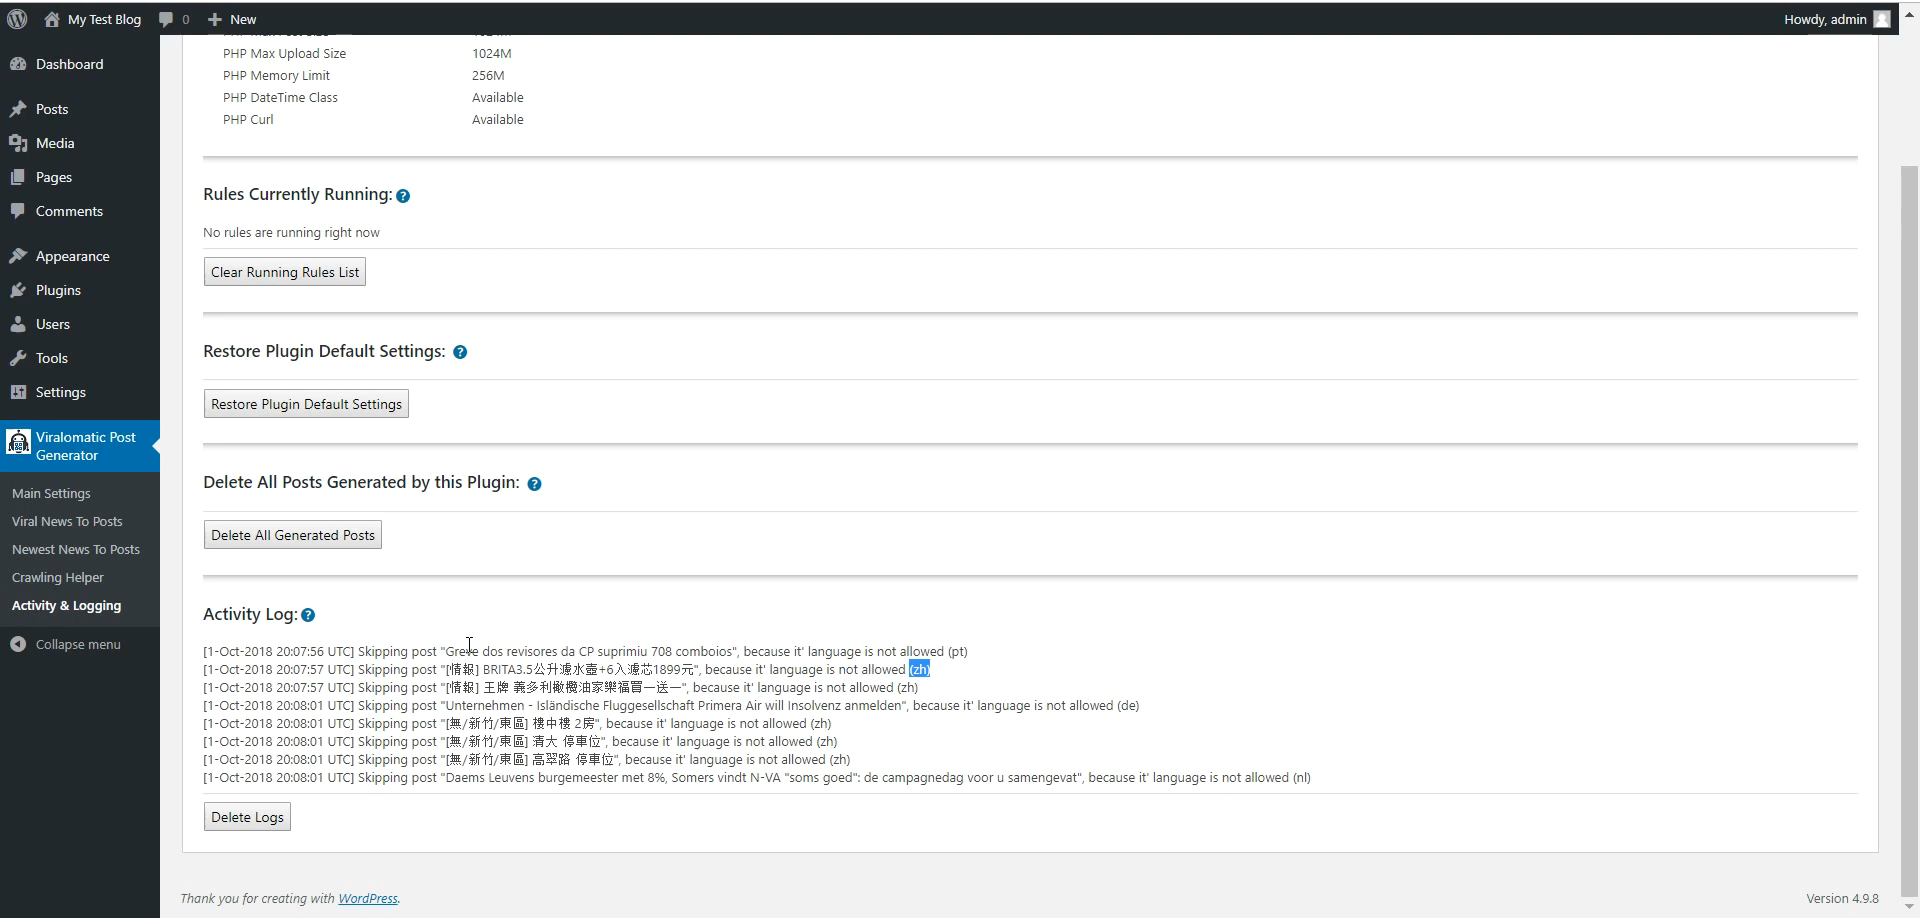 My Test Blog 0 New Howdy, admin
Dashboard
Posts
Media
Pages
Comments
Appearance
Plugins
Users
Tools
Settings
Viralomatic Post
Generator
Main Settings
Viral News To Posts
Newest News To Posts
Crawling Helper
Activity & Logging
Collapse menu
PHP Max Upload Size 1024M
PHP Memory Limit 256M
PHP DateTime Class Available
PHP Curl Available
Rules Currently Running:
No rules are running right now
Clear Running Rules List
Restore Plugin Default Settings:
Restore Plugin Default Settings
Delete All Posts Generated by this Plugin:
Delete All Generated Posts
Activity Log:
[1-Oct-2018 20:07:56 UTC] Skipping post "Greve dos revisores da CP suprimiu 708 comboios", because it' language is not allowed (pt)
[1-Oct-2018 20:07:57 UTC] Skipping post "[情報] BRITA3.5公升濾水壺+6入濾芯1899元", because it' language is not allowed (zh)
[1-Oct-2018 20:07:57 UTC] Skipping post "[情報] 王牌 義多利橄欖油家樂福買一送一", because it' language is not allowed (zh)
[1-Oct-2018 20:08:01 UTC] Skipping post "Unternehmen - Isländische Fluggesellschaft Primera Air will Insolvenz anmelden", because it' language is not allowed (de)
[1-Oct-2018 20:08:01 UTC] Skipping post "[無/新竹/東區] 樓中樓 2房", because it' language is not allowed (zh)
[1-Oct-2018 20:08:01 UTC] Skipping post "[無/新竹/東區] 清大 停車位", because it' language is not allowed (zh)
[1-Oct-2018 20:08:01 UTC] Skipping post "[無/新竹/東區] 高翠路 停車位", because it' language is not allowed (zh)
[1-Oct-2018 20:08:01 UTC] Skipping post "Daems Leuvens burgemeester met 8%, Somers vindt N-VA "soms goed": de campagnedag voor u samengevat", because it' language is not allowed (nl)
Delete Logs
Thank you for creating with WordPress.
Version 4.9.8